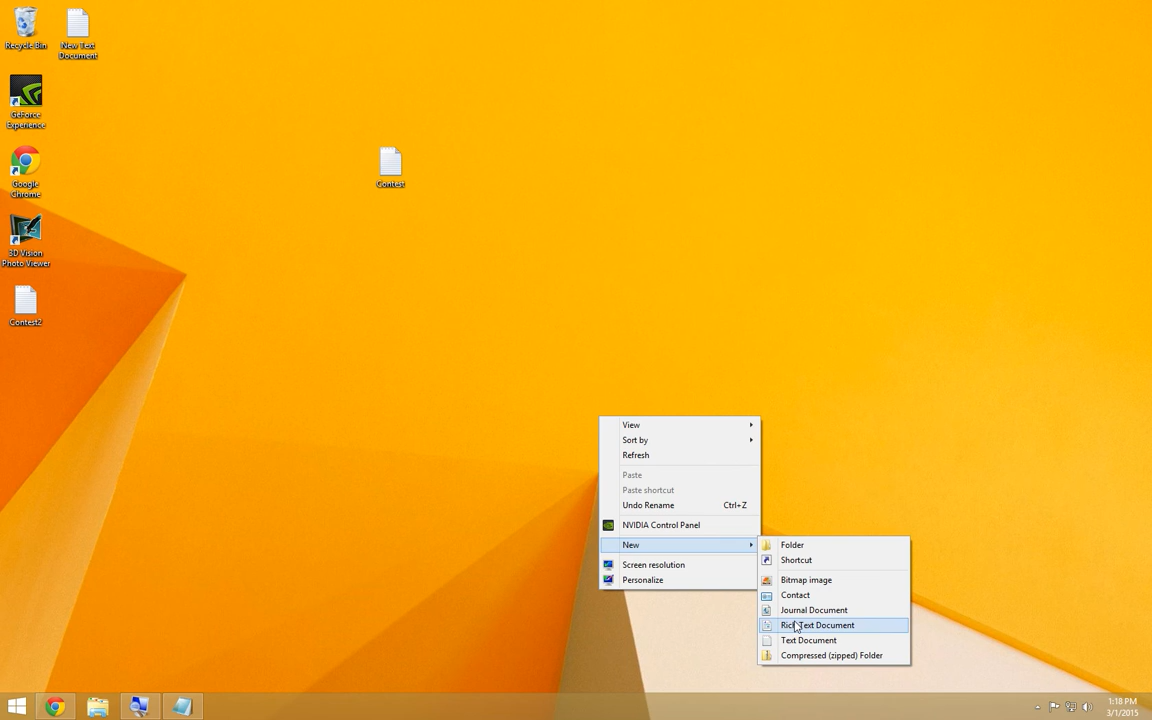 Recycle Bin
New Text
Document
GeForce
Experience
Google
Chrome
3D Vision
Photo Viewer
Contest2
Contest
View
Sort by
Refresh
Paste
Paste shortcut
Undo Rename Ctrl+Z
NVIDIA Control Panel
New
Screen resolution
Personalize
Folder
Shortcut
Bitmap image
Contact
Journal Document
Rich Text Document
Text Document
Compressed (zipped) Folder
1:18 PM
3/1/2015